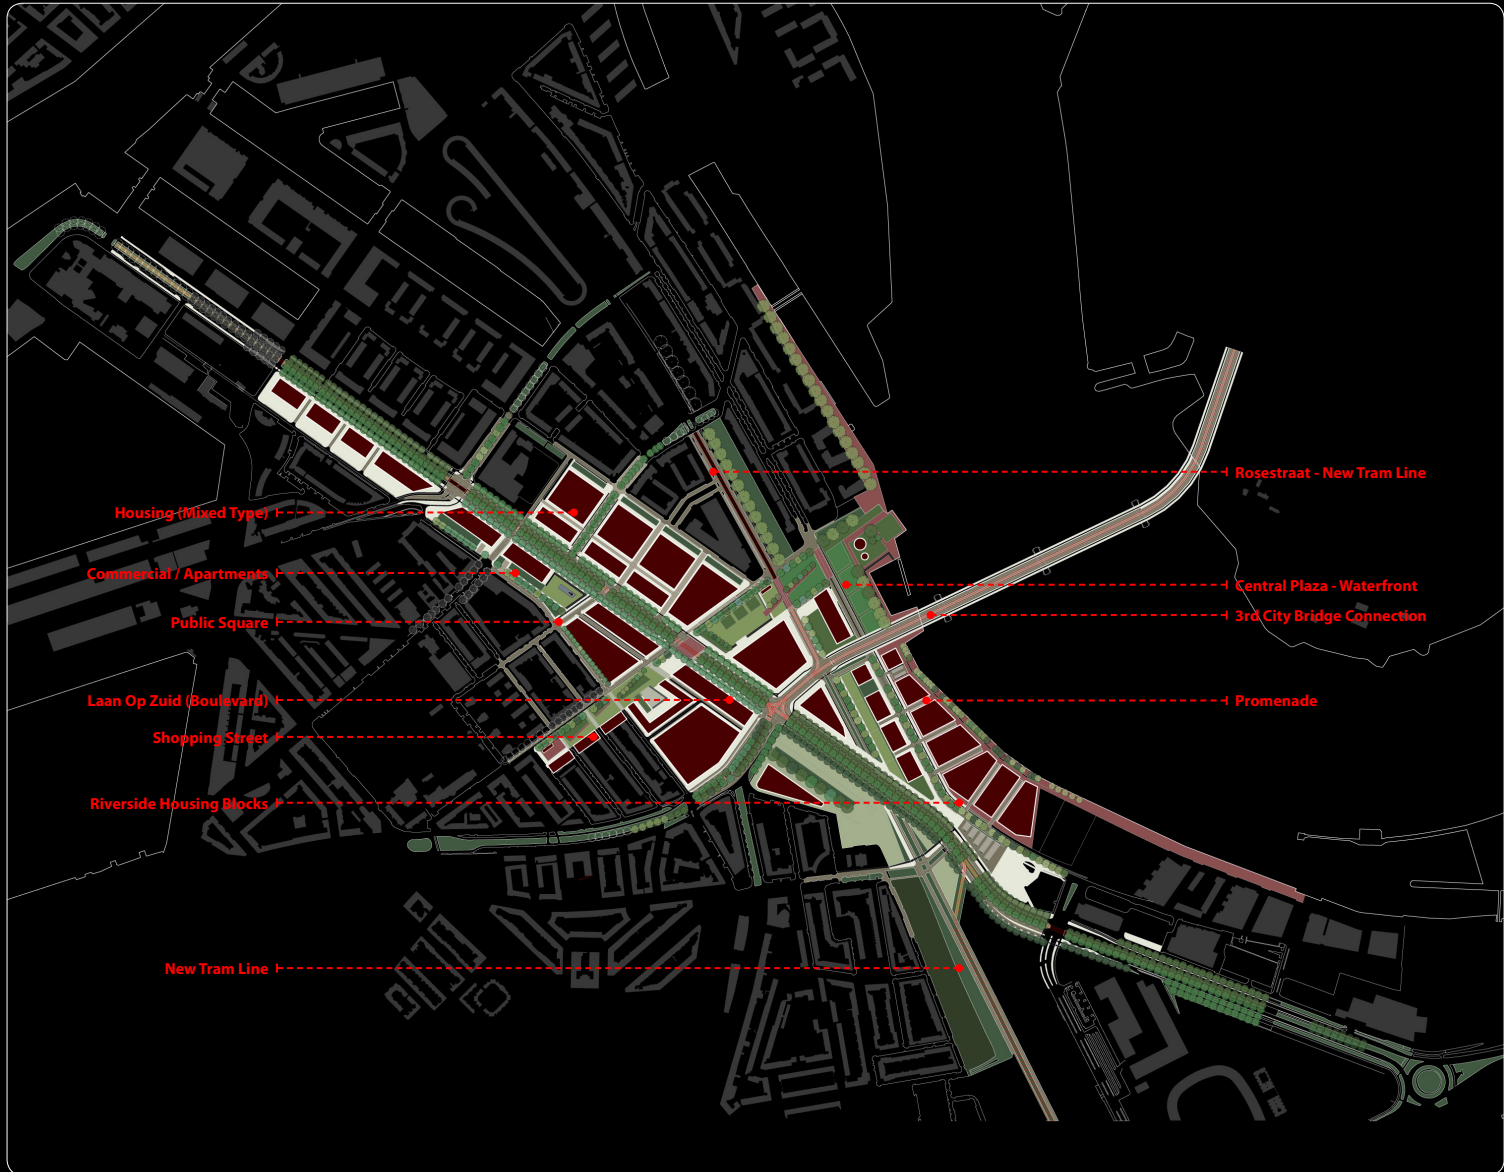 Rosestraat - New Tram Line
Housing (Mixed Type)
Commercial / Apartments
Central Plaza - Waterfront
3rd City Bridge Connection
Public Square
Laan Op Zuid (Boulevard)
Promenade
Shopping Street
Riverside Housing Blocks
New Tram Line